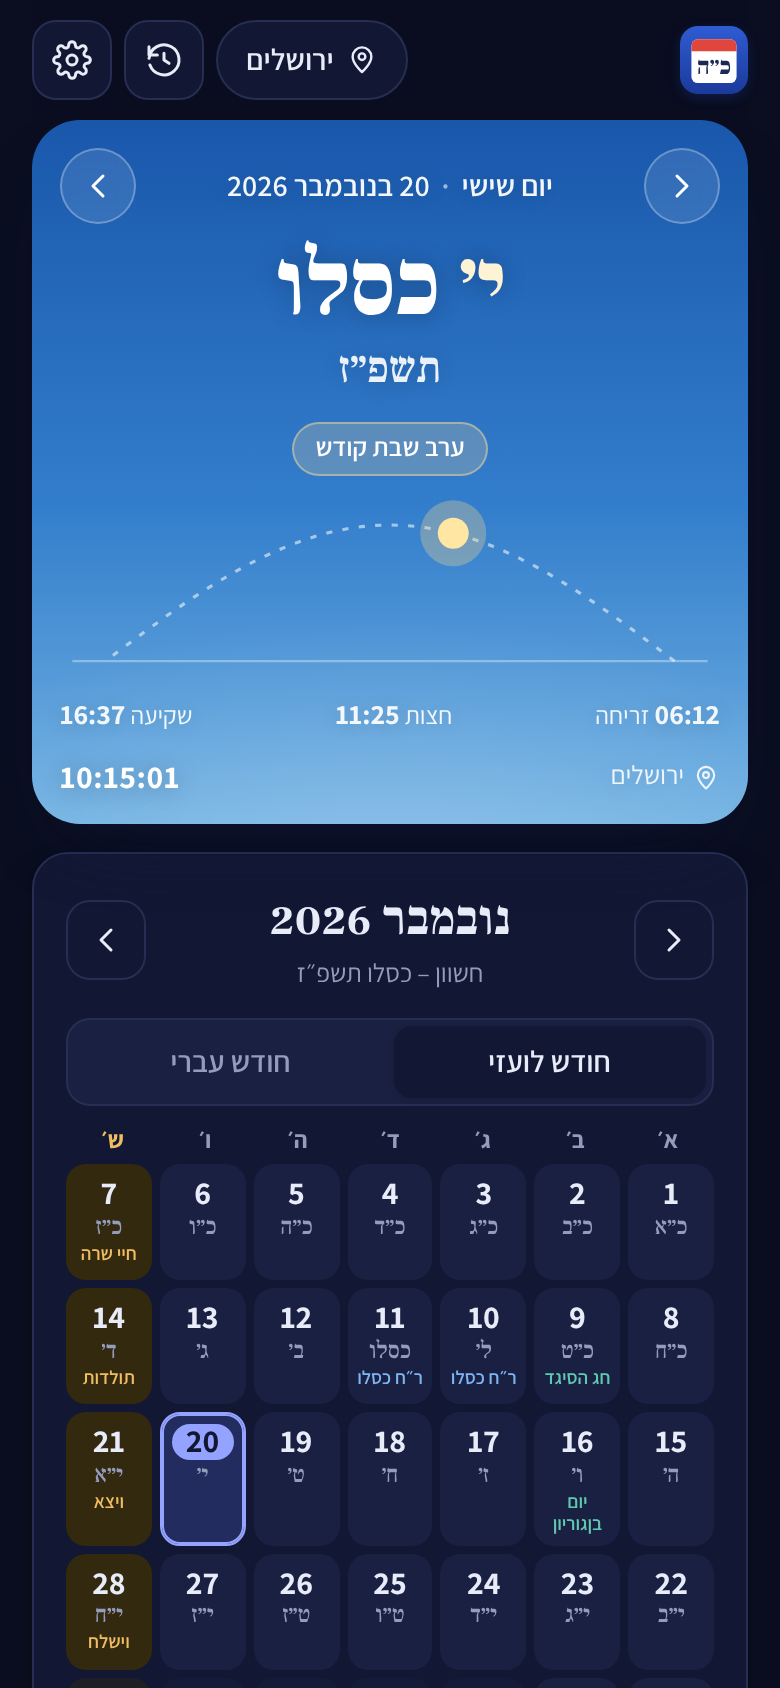 ירושלים
כ״ה
יום שישי · 20 בנובמבר 2026
י׳ כסלו
תשפ״ז
ערב שבת קודש
06:12 זריחה
חצות 11:25
שקיעה 16:37
ירושלים
10:15:01
נובמבר 2026
חשוון – כסלו תשפ״ז
חודש לועזי
חודש עברי
א׳ ב׳ ג׳ ד׳ ה׳ ו׳ ש׳
1 2 3 4 5 6 7
כ״א כ״ב כ״ג כ״ד כ״ה כ״ו כ״ז
חיי שרה
8 9 10 11 12 13 14
כ״ח כ״ט ל׳ כסלו ב׳ ג׳ ד׳
חג הסיגד ר״ח כסלו ר״ח כסלו תולדות
15 16 17 18 19 20 21
ה׳ ו׳ ז׳ ח׳ ט׳ י׳ י״א
יום ויצא
בןגוריון
22 23 24 25 26 27 28
י״ב י״ג י״ד ט״ו ט״ז י״ז י״ח
וישלח